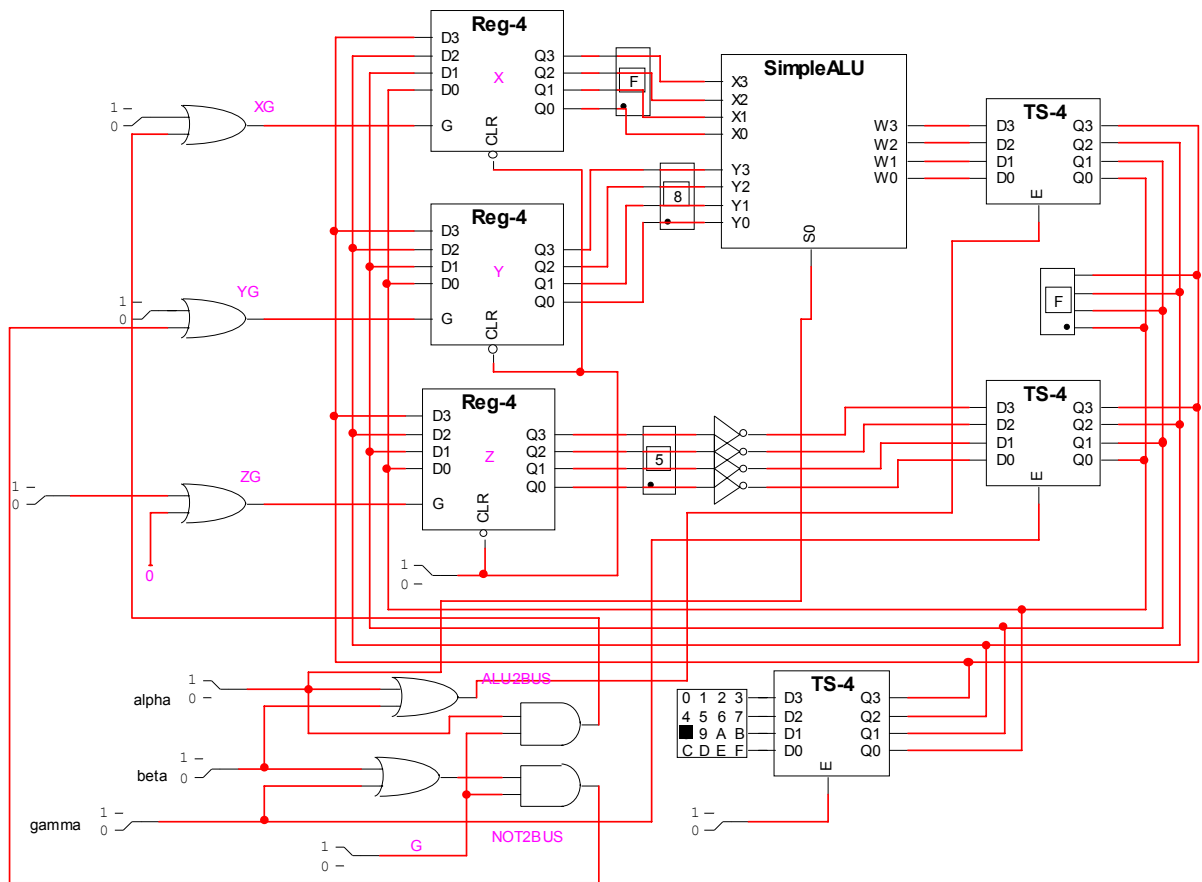 Reg-4
D3
D2
D1
D0
X
Q3
Q2
Q1
Q0
G
CLR
F
SimpleALU
X3
X2
X1
X0
Y3
Y2
Y1
Y0
W3
W2
W1
W0
S0
TS-4
D3
D2
D1
D0
Q3
Q2
Q1
Q0
E
1
0
XG
8
Reg-4
D3
D2
D1
D0
Y
Q3
Q2
Q1
Q0
G
CLR
1
0
YG
F
Reg-4
D3
D2
D1
D0
Z
Q3
Q2
Q1
Q0
G
CLR
5
TS-4
D3
D2
D1
D0
Q3
Q2
Q1
Q0
E
1
0
ZG
0
1
0
alpha
1
0
ALU2BUS
beta
1
0
gamma
1
0
G
1
0
NOT2BUS
0 1 2 3
4 5 6 7
9 A B
C D E F
TS-4
D3
D2
D1
D0
Q3
Q2
Q1
Q0
E
1
0